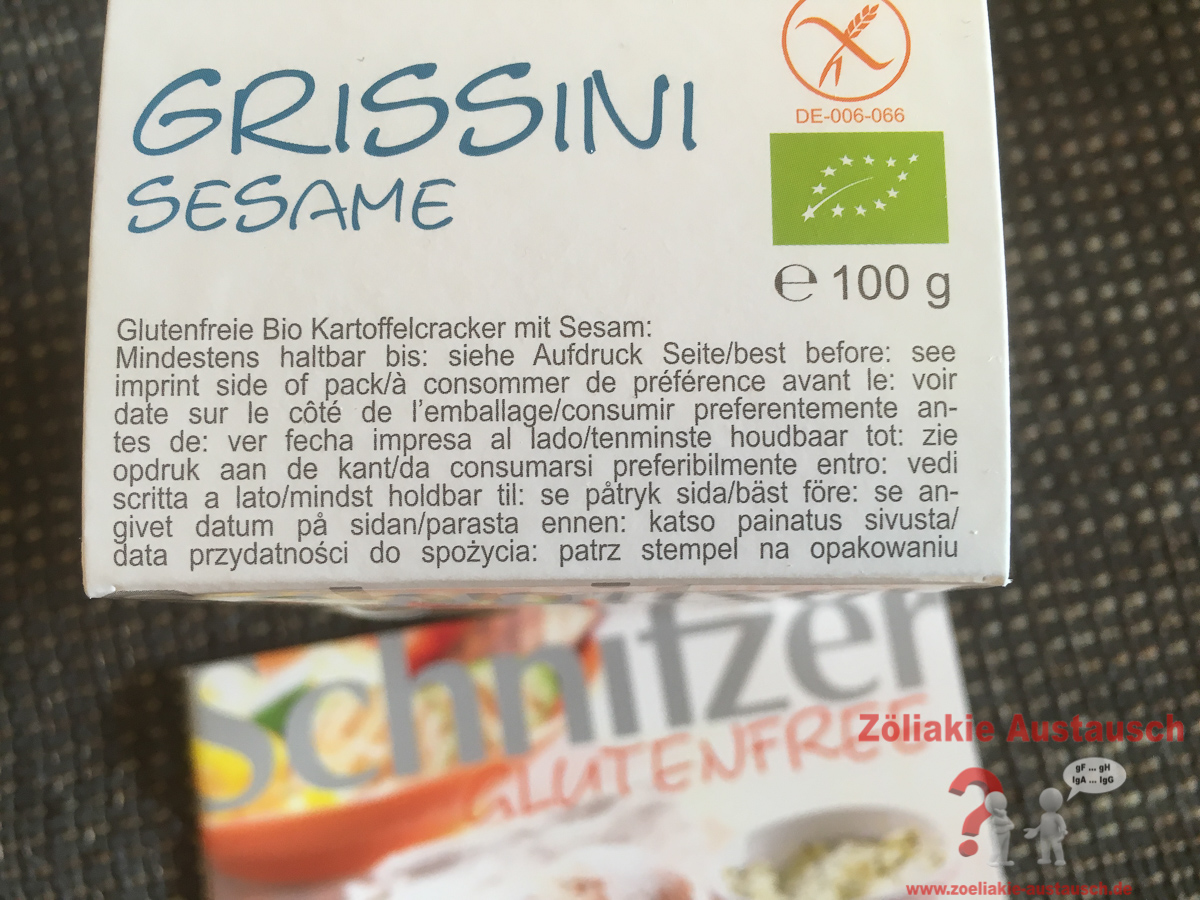 GRISSINI
SESAME
DE-006-066
℮ 100 g
Glutenfreie Bio Kartoffelcracker mit Sesam:
Mindestens haltbar bis: siehe Aufdruck Seite/best before: see
imprint side of pack/à consommer de préférence avant le: voir
date sur le côté de l'emballage/consumir preferentemente an-
tes de: ver fecha impresa al lado/tenminste houdbaar tot: zie
opdruk aan de kant/da consumarsi preferibilmente entro: vedi
scritta a lato/mindst holdbar til: se påtryk sida/bäst före: se an-
givet datum på sidan/parasta ennen: katso painatus sivusta/
data przydatności do spożycia: patrz stempel na opakowaniu
Schnitzer
GLUTENFREE
Zöliakie Austausch
gF ... gH
IgA ... IgG
?
www.zoeliakie-austausch.de